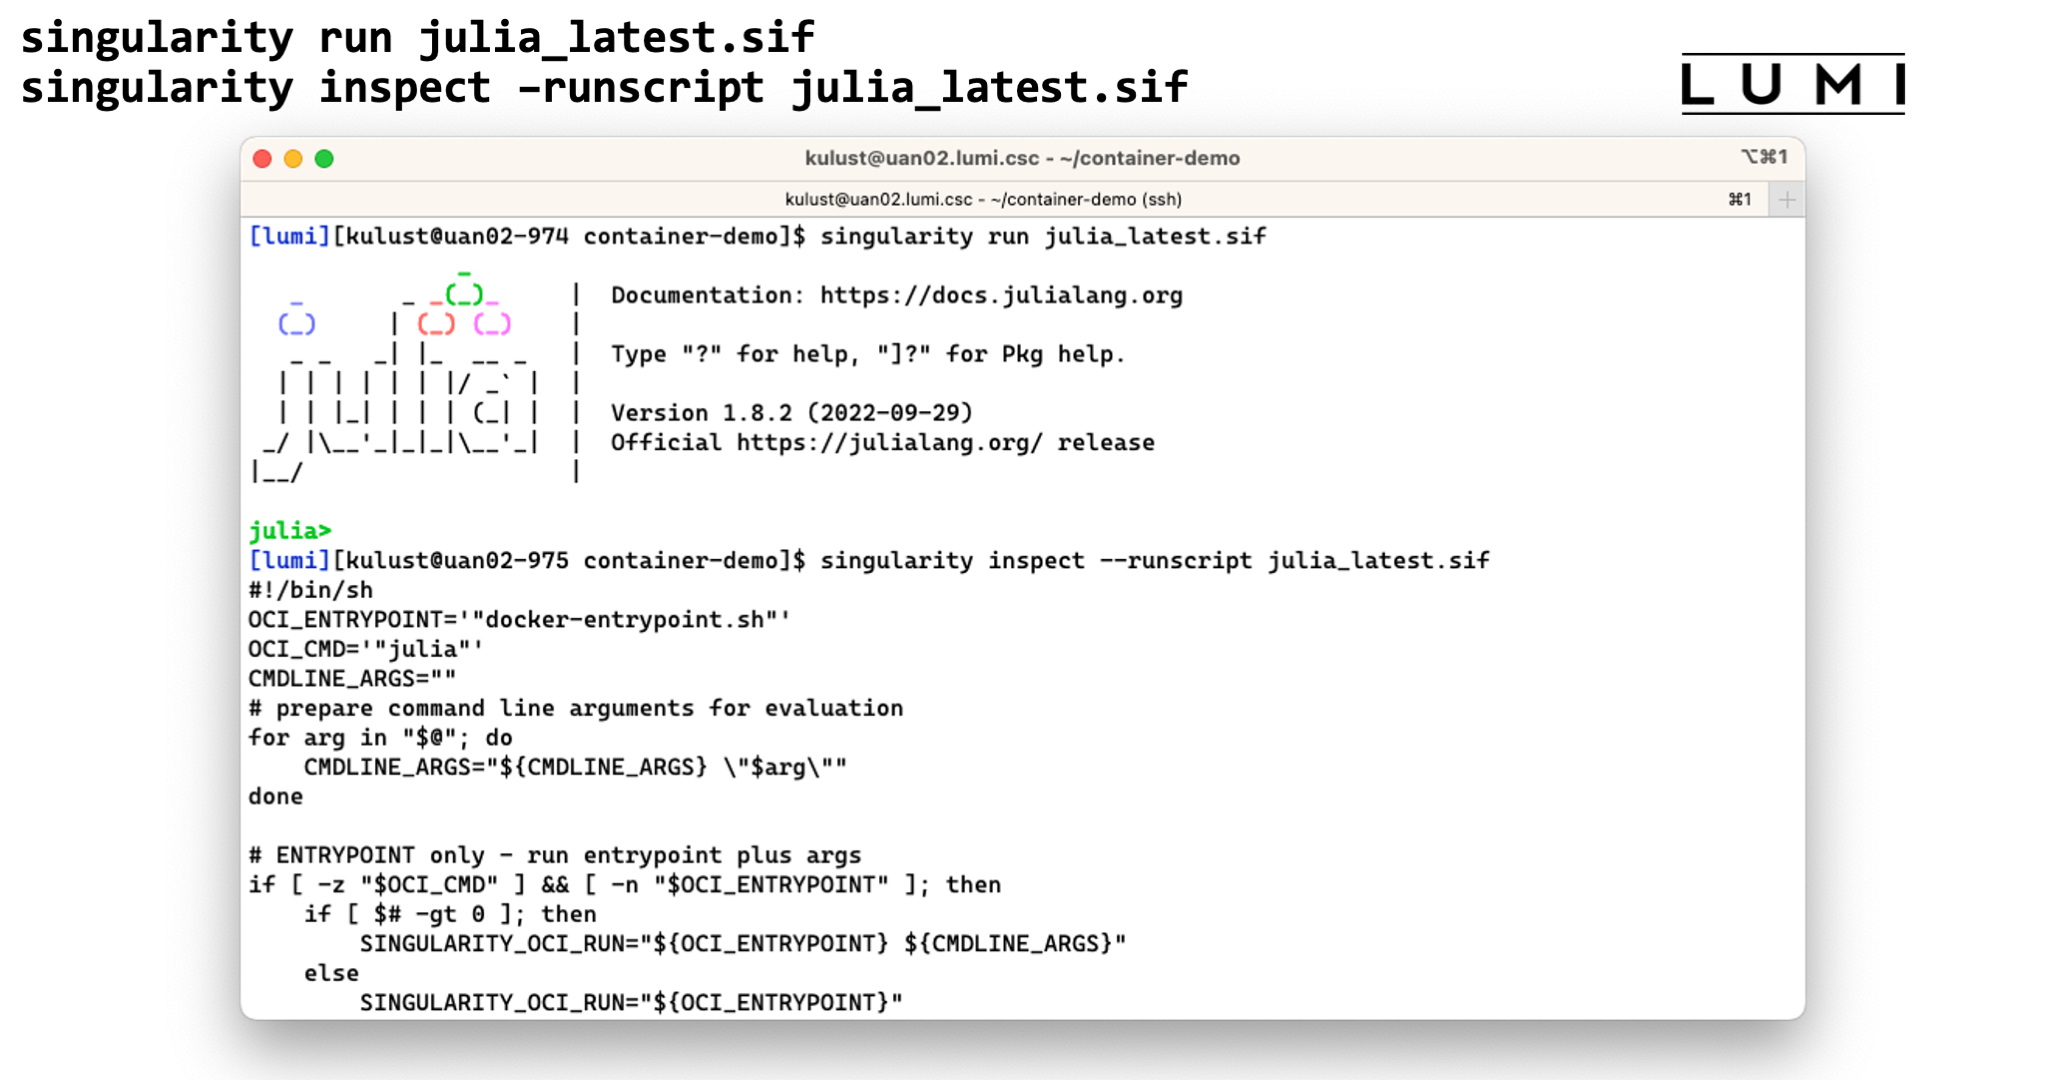 singularity run julia_latest.sif
singularity inspect –runscript julia_latest.sif
LUMI
kulust@uan02.lumi.csc - ~/container-demo
⌥⌘1
kulust@uan02.lumi.csc - ~/container-demo (ssh)
⌘1
[lumi][kulust@uan02-974 container-demo]$ singularity run julia_latest.sif
               _
   _       _ _(_)_     |  Documentation: https://docs.julialang.org
  (_)     | (_) (_)    |
   _ _   _| |_  __ _   |  Type "?" for help, "]?" for Pkg help.
  | | | | | | |/ _` |  |
  | | |_| | | | (_| |  |  Version 1.8.2 (2022-09-29)
 _/ |\__'_|_|_|\__'_|  |  Official https://julialang.org/ release
|__/                   |
julia>
[lumi][kulust@uan02-975 container-demo]$ singularity inspect --runscript julia_latest.sif
#!/bin/sh
OCI_ENTRYPOINT='"docker-entrypoint.sh"'
OCI_CMD='"julia"'
CMDLINE_ARGS=""
# prepare command line arguments for evaluation
for arg in "$@"; do
    CMDLINE_ARGS="${CMDLINE_ARGS} \"$arg\""
done
# ENTRYPOINT only - run entrypoint plus args
if [ -z "$OCI_CMD" ] && [ -n "$OCI_ENTRYPOINT" ]; then
    if [ $# -gt 0 ]; then
        SINGULARITY_OCI_RUN="${OCI_ENTRYPOINT} ${CMDLINE_ARGS}"
    else
        SINGULARITY_OCI_RUN="${OCI_ENTRYPOINT}"